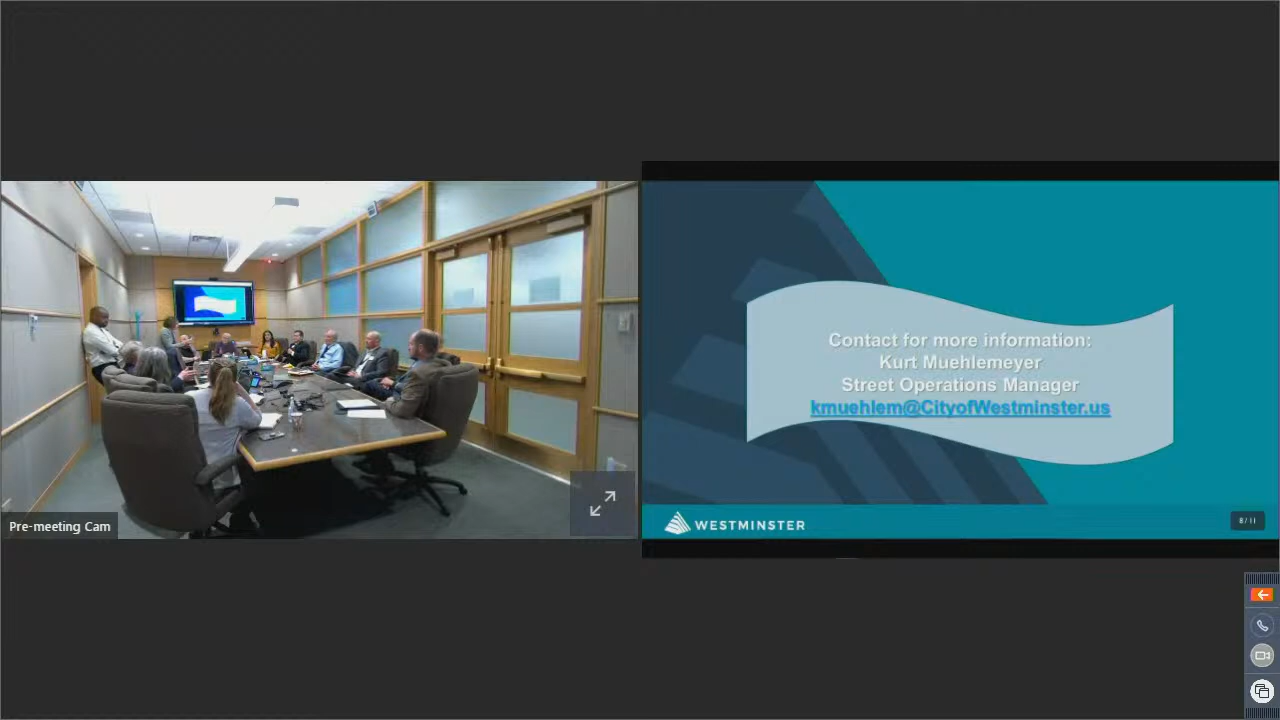 Pre-meeting Cam
Contact for more information:
Kurt Muehlemeyer
Street Operations Manager
kmuehlem@CityofWestminster.us
WESTMINSTER
8/11